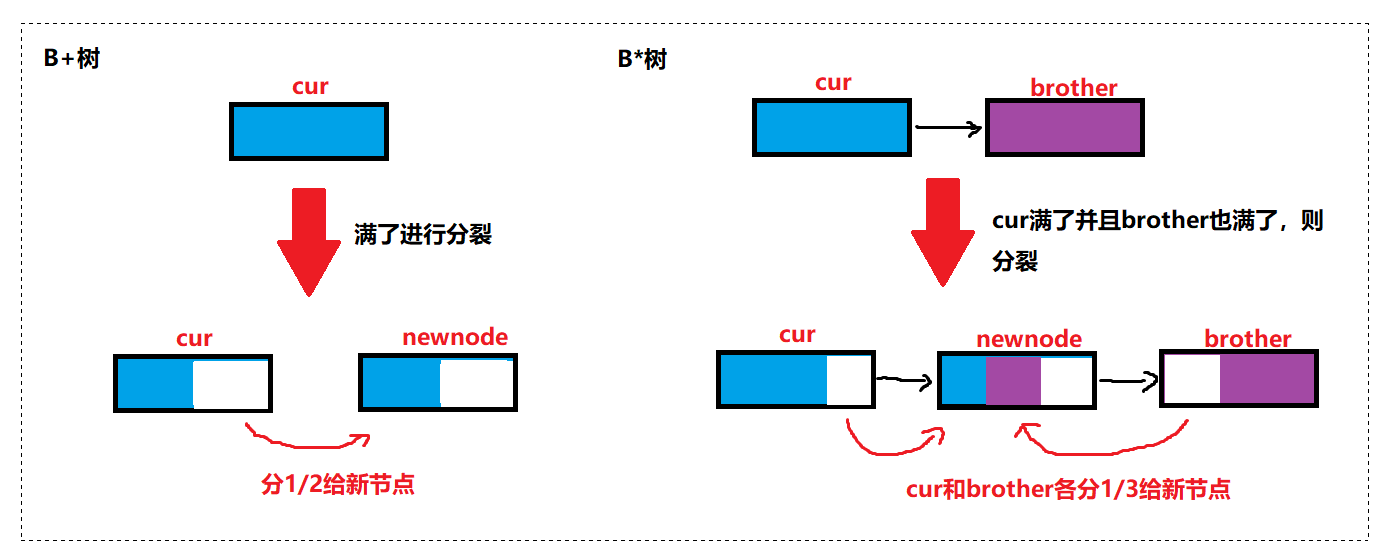 B+树
cur
满了进行分裂
cur
newnode
分1/2给新节点
B*树
cur
brother
cur满了并且brother也满了，则
分裂
cur
newnode
brother
cur和brother各分1/3给新节点